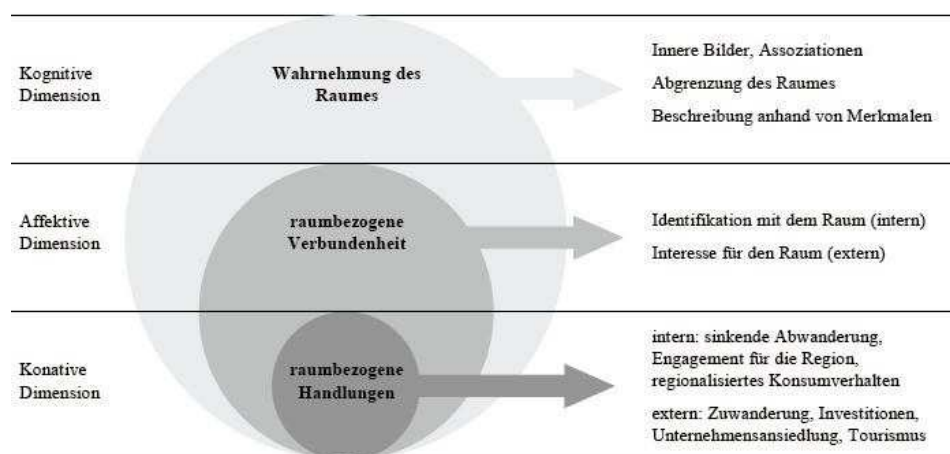 Kognitive
Dimension
Wahrnehmung des
Raumes
Innere Bilder, Assoziationen
Abgrenzung des Raumes
Beschreibung anhand von Merkmalen
Affektive
Dimension
raumbezogene
Verbundenheit
Identifikation mit dem Raum (intern)
Interesse für den Raum (extern)
Konative
Dimension
raumbezogene
Handlungen
intern: sinkende Abwanderung,
Engagement für die Region,
regionalisiertes Konsumverhalten
extern: Zuwanderung, Investitionen,
Unternehmensansiedlung, Tourismus